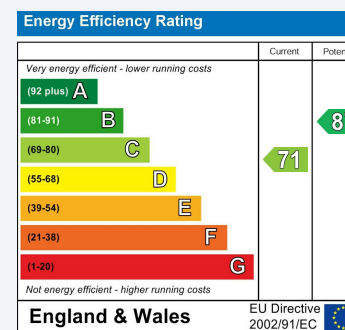 Energy Efficiency Rating
Current
Very energy efficient - lower running costs
(92 plus) A
(81-91) B
(69-80) C
71
(55-68) D
(39-54) E
(21-38) F
(1-20) G
Not energy efficient - higher running costs
England & Wales
EU Directive
2002/91/EC